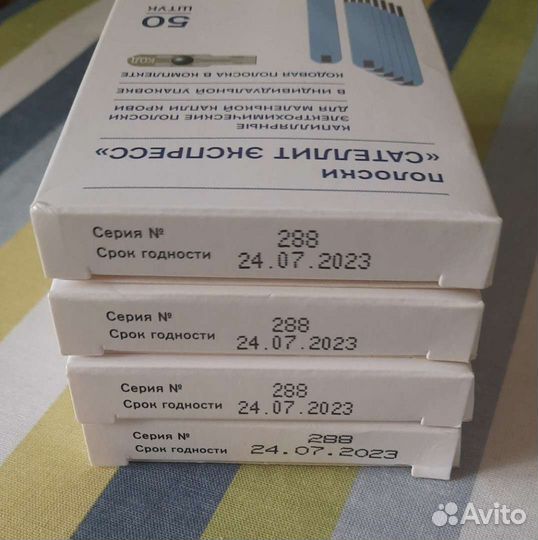 ПОЛОСКИ
«САТЕЛЛИТ ЭКСПРЕСС»
КАПИЛЛЯРНЫЕ
ЭЛЕКТРОХИМИЧЕСКИЕ ПОЛОСКИ
ДЛЯ МАЛЕНЬКОЙ КАПЛИ КРОВИ
В ИНДИВИДУАЛЬНОЙ УПАКОВКЕ
КОДОВАЯ ПОЛОСКА В КОМПЛЕКТЕ
КОД
50
ШТУК
Серия № 288
Срок годности 24.07.2023
Серия № 288
Срок годности 24.07.2023
Серия № 288
Срок годности 24.07.2023
Серия № 288
Срок годности 24.07.2023
Avito